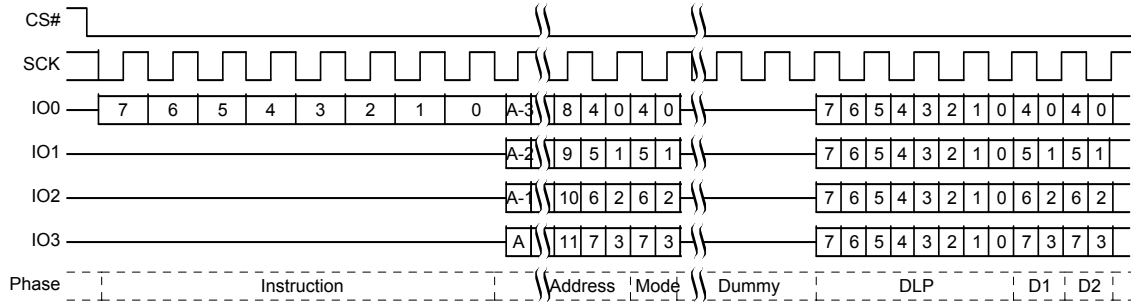 CS#
SCK
IO0 7 6 5 4 3 2 1 0 A-3 8 4 0 4 0 7 6 5 4 3 2 1 0 4 0 4 0
IO1 A-2 9 5 1 5 1 7 6 5 4 3 2 1 0 5 1 5 1
IO2 A-1 10 6 2 6 2 7 6 5 4 3 2 1 0 6 2 6 2
IO3 A 11 7 3 7 3 7 6 5 4 3 2 1 0 7 3 7 3
Phase Instruction Address Mode Dummy DLP D1 D2